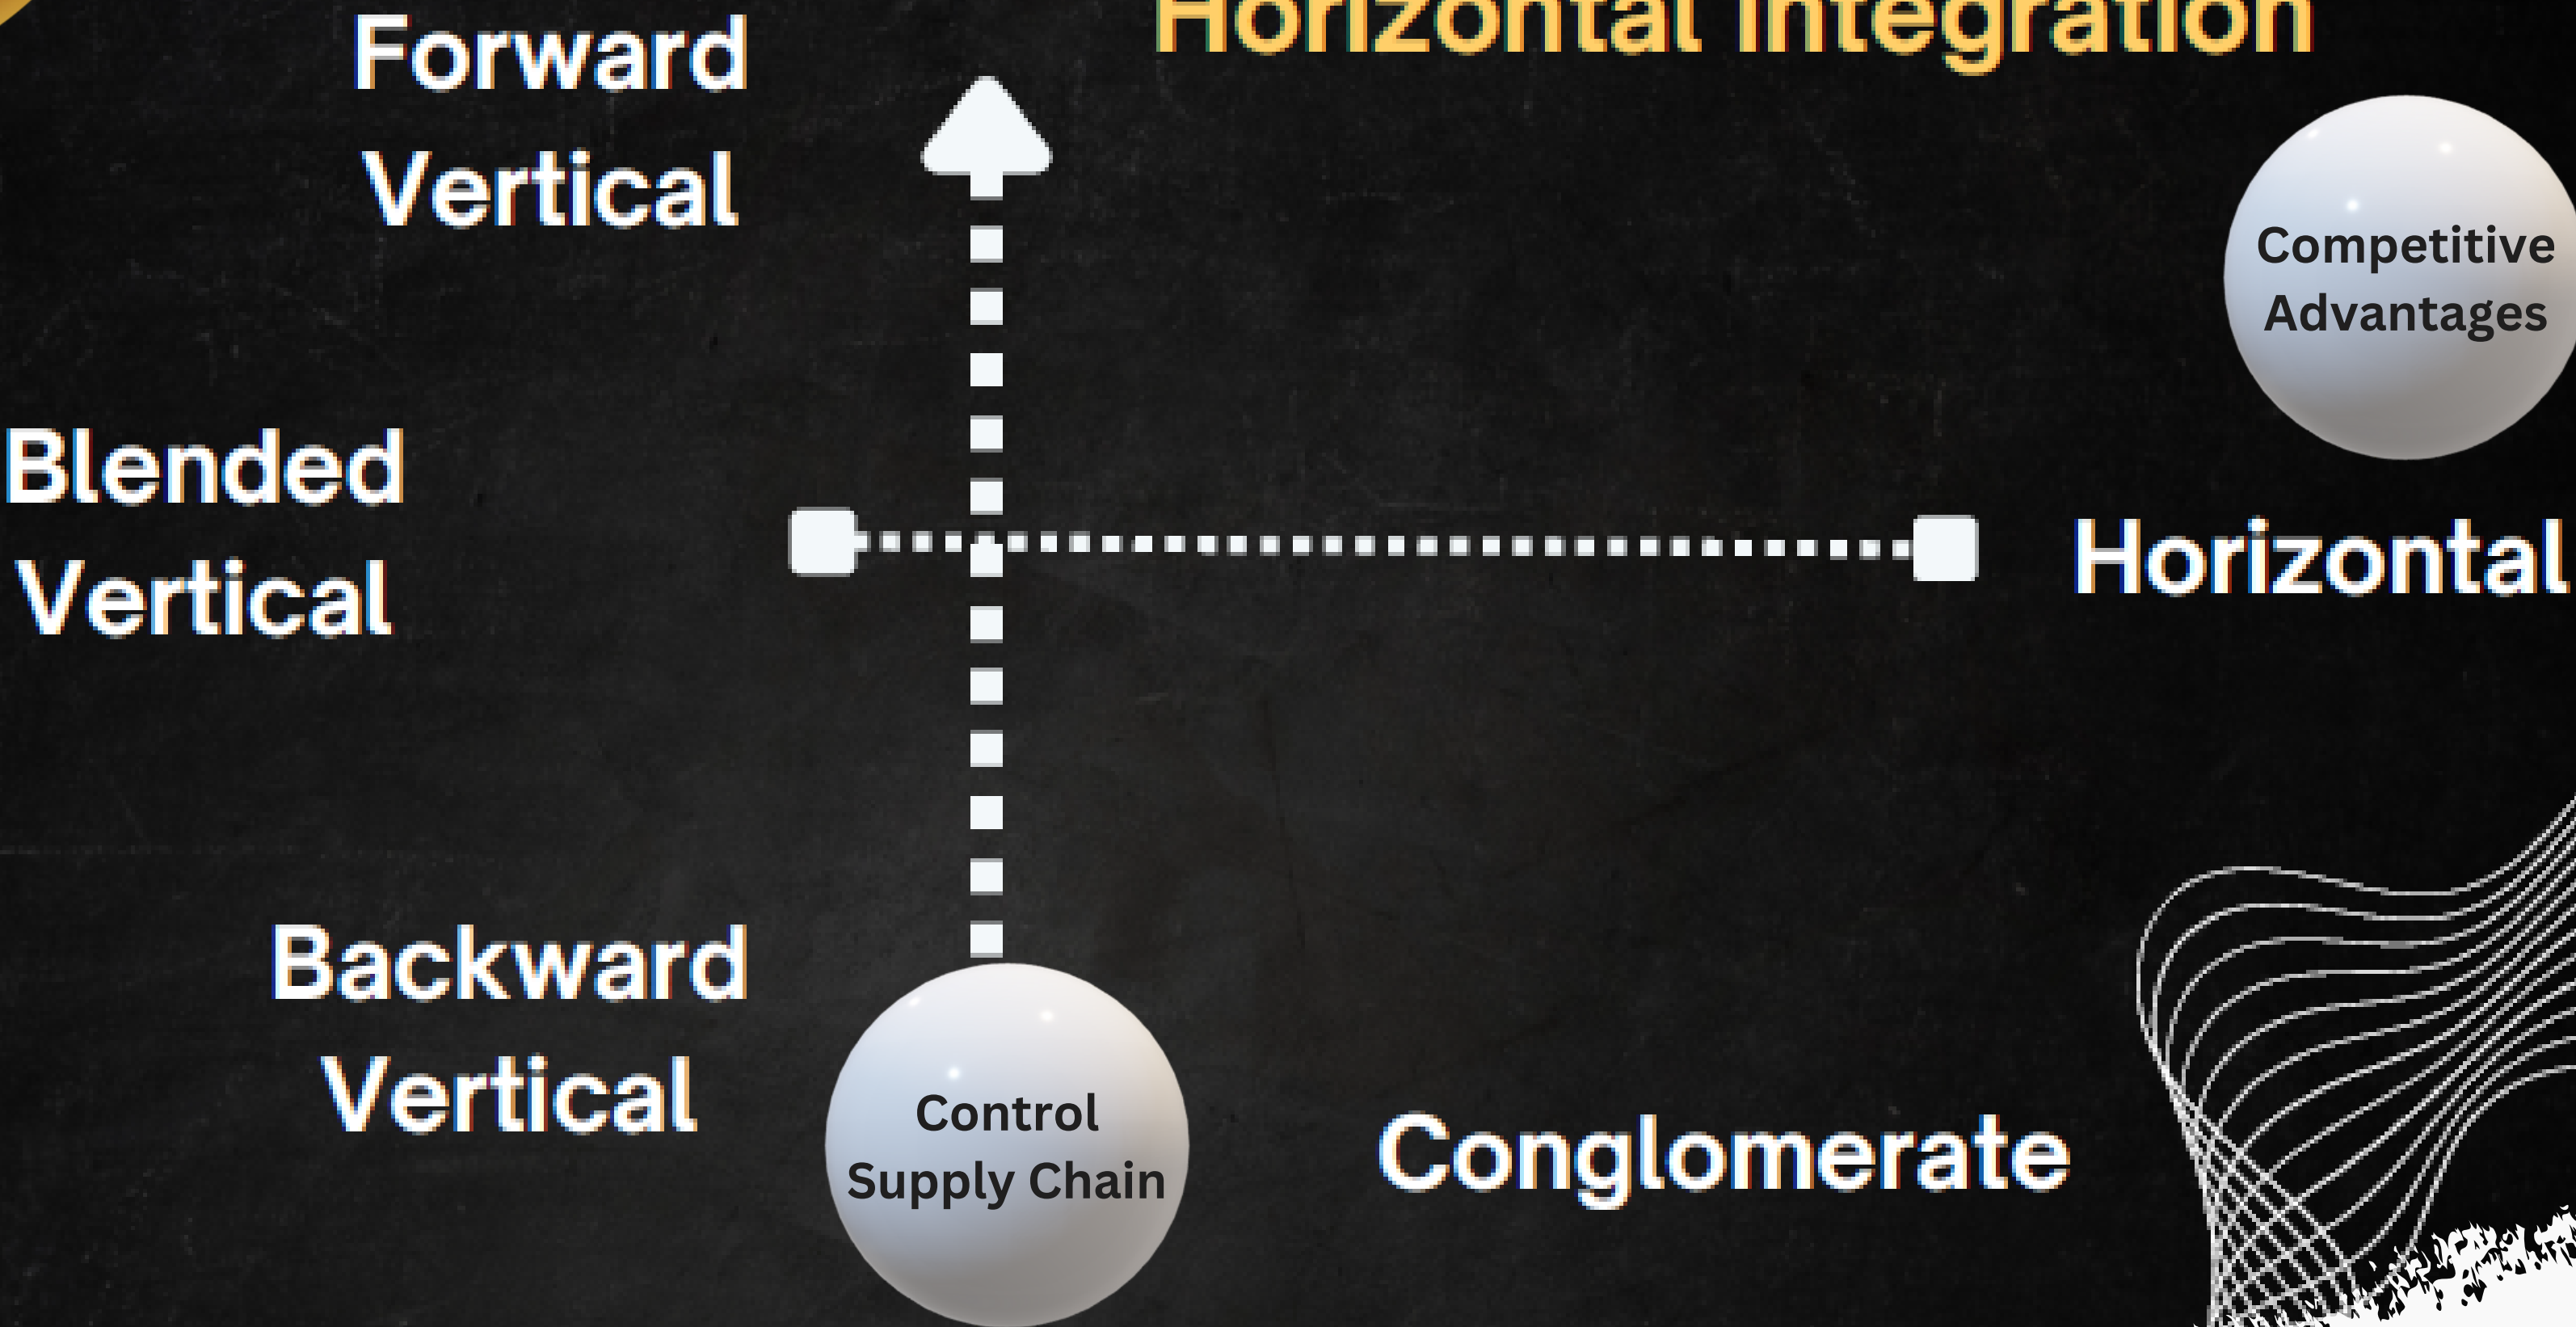 Horizontal Integration
Forward
Vertical
Competitive
Advantages
Blended
Vertical
Horizontal
Backward
Vertical
Control
Supply Chain
Conglomerate